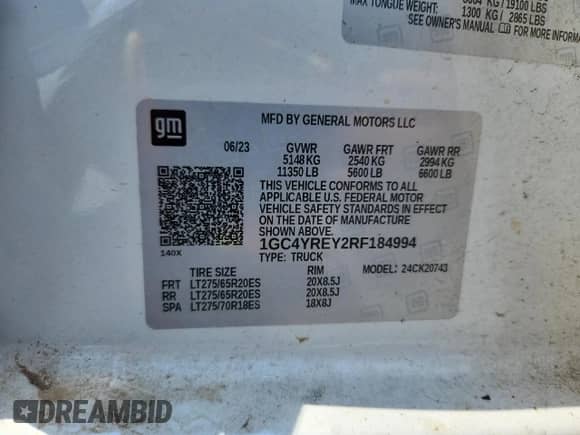 KG/19100 LBS
MAX TONGUE WEIGHT: 1300 KG/ 2865 LBS
SEE OWNER'S MANUAL FOR MORE INFORMA
gm
MFD BY GENERAL MOTORS LLC
06/23 GVWR GAWR FRT GAWR RR
5148 KG 2540 KG 2994 KG
11350 LB 5600 LB 6600 LB
THIS VEHICLE CONFORMS TO ALL
APPLICABLE U.S. FEDERAL MOTOR
VEHICLE SAFETY STANDARDS IN EFFECT
ON THE DATE OF MANUFACTURE
SHOWN ABOVE.
1GC4YREY2RF184994
140X
TYPE: TRUCK
TIRE SIZE RIM MODEL: 24CK20743
FRT LT275/65R20ES 20X8.5J
RR LT275/65R20ES 20X8.5J
SPA LT275/70R18ES 18X8J
DREAMBID